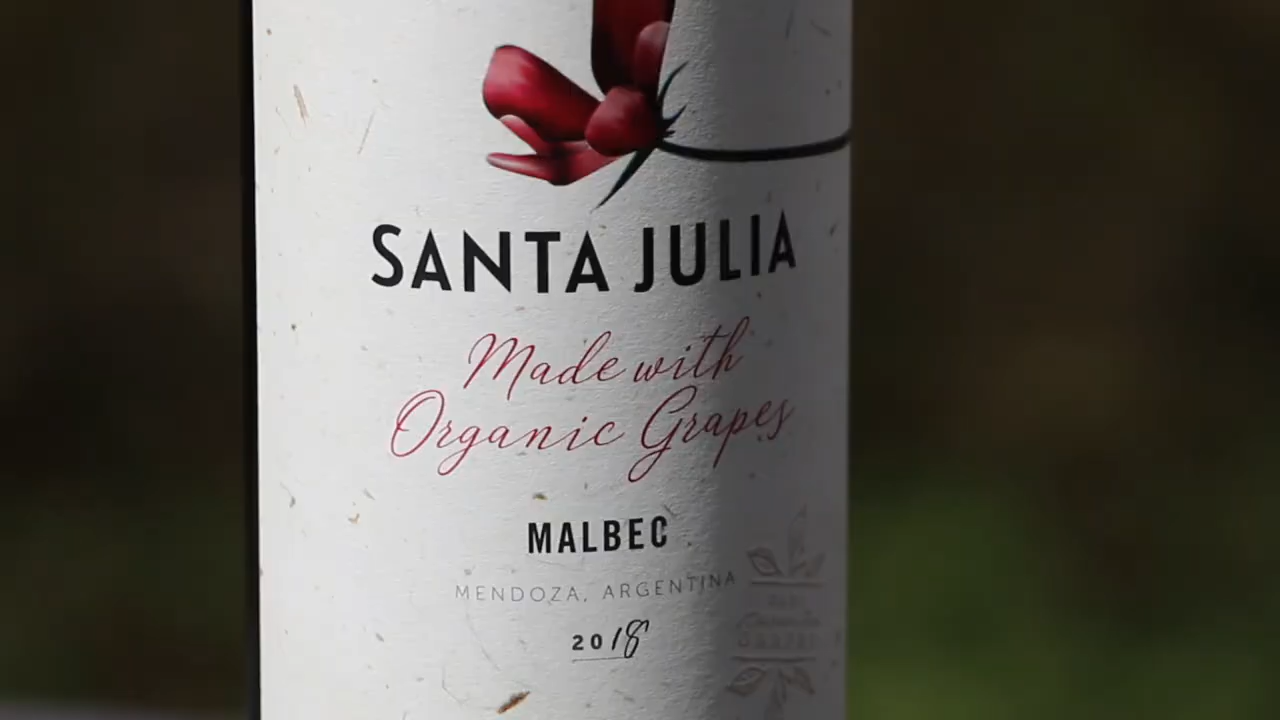 SANTA JULIA
Made with
Organic Grapes
MALBEC
MENDOZA, ARGENTINA
2018